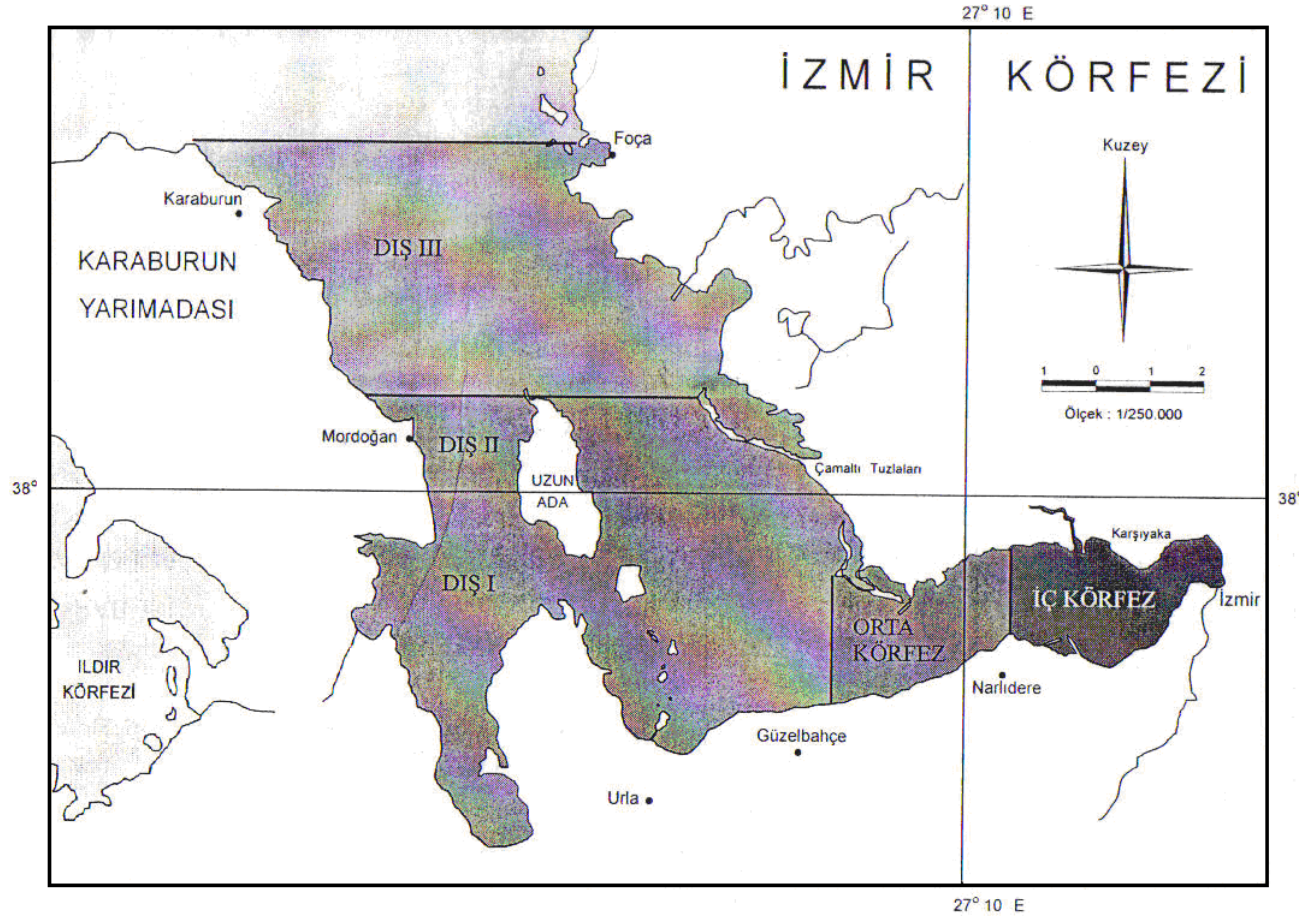 27° 10 E
İZMİR KÖRFEZİ
Foça
Kuzey
Karaburun
DIŞ III
KARABURUN
YARIMADASI
1 0 1 2
Ölçek : 1/250.000
Mordoğan
DIŞ II
Çamaltı Tuzlaları
UZUN
ADA
38°
38°
Karşıyaka
DIŞ I
İÇ KÖRFEZ
İzmir
ORTA
KÖRFEZ
ILDIR
KÖRFEZİ
Narlıdere
Güzelbahçe
Urla
27° 10 E